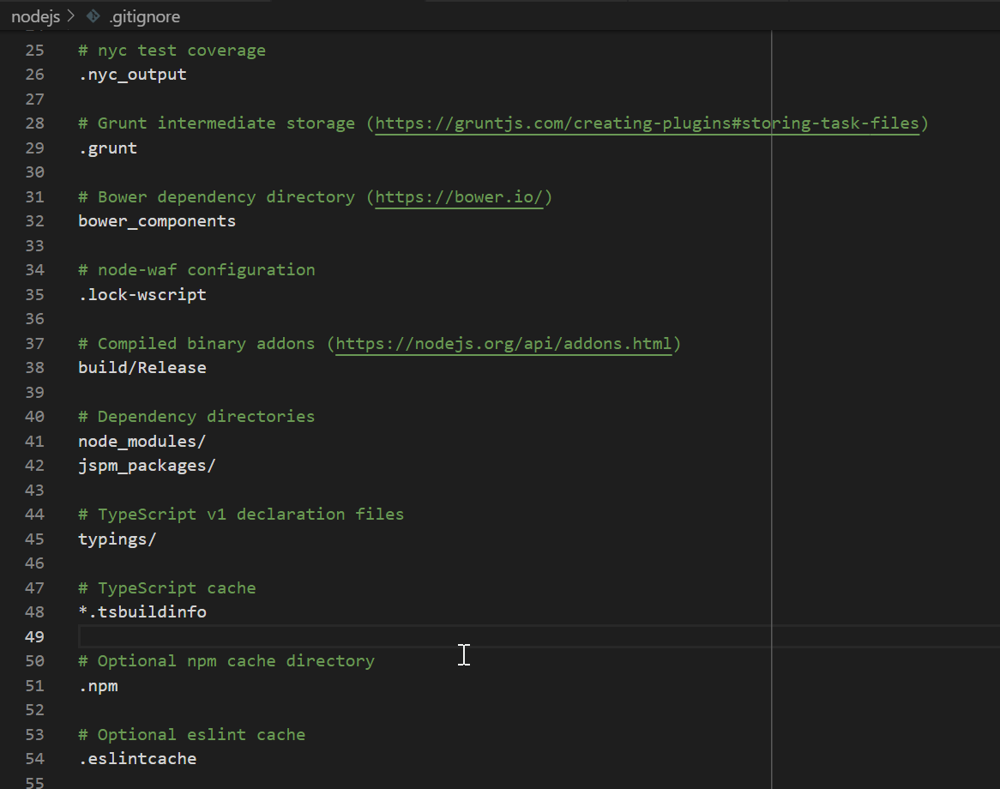 nodejs > .gitignore
25 # nyc test coverage
26 .nyc_output
27
28 # Grunt intermediate storage (https://gruntjs.com/creating-plugins#storing-task-files)
29 .grunt
30
31 # Bower dependency directory (https://bower.io/)
32 bower_components
33
34 # node-waf configuration
35 .lock-wscript
36
37 # Compiled binary addons (https://nodejs.org/api/addons.html)
38 build/Release
39
40 # Dependency directories
41 node_modules/
42 jspm_packages/
43
44 # TypeScript v1 declaration files
45 typings/
46
47 # TypeScript cache
48 *.tsbuildinfo
49
50 # Optional npm cache directory
51 .npm
52
53 # Optional eslint cache
54 .eslintcache
55